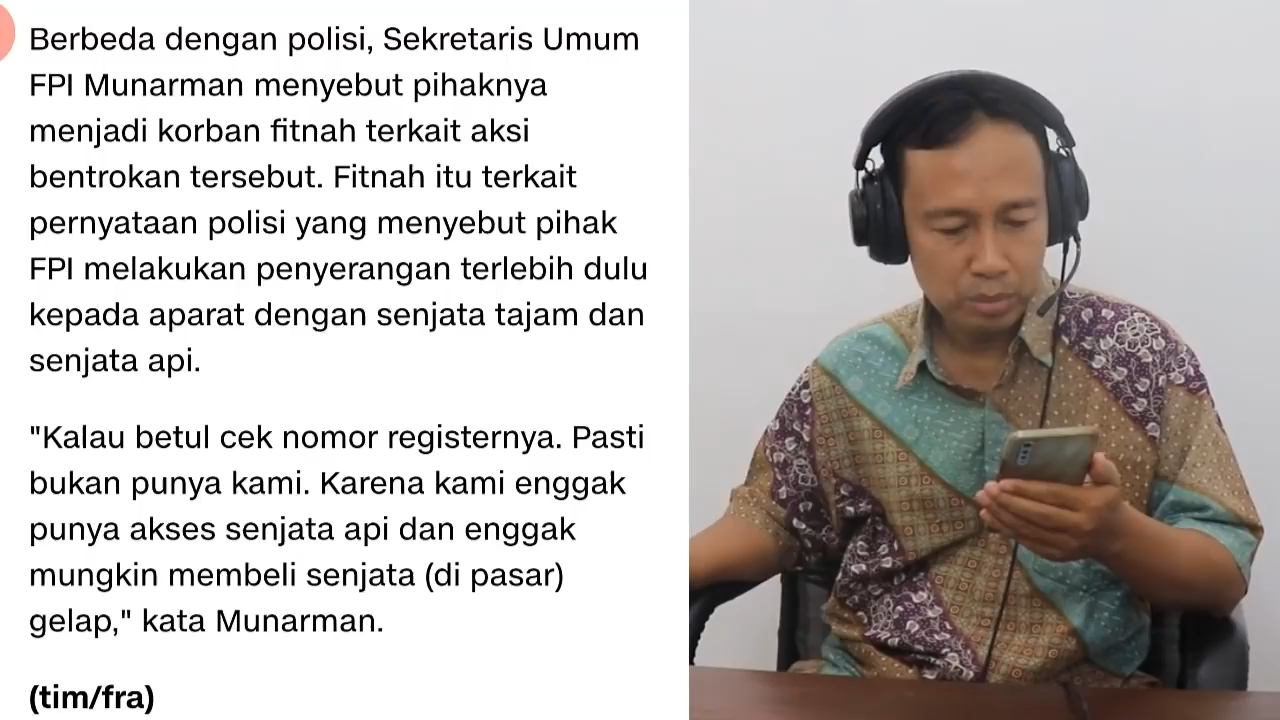 Berbeda dengan polisi, Sekretaris Umum
FPI Munarman menyebut pihaknya
menjadi korban fitnah terkait aksi
bentrokan tersebut. Fitnah itu terkait
pernyataan polisi yang menyebut pihak
FPI melakukan penyerangan terlebih dulu
kepada aparat dengan senjata tajam dan
senjata api.
"Kalau betul cek nomor registernya. Pasti
bukan punya kami. Karena kami enggak
punya akses senjata api dan enggak
mungkin membeli senjata (di pasar)
gelap," kata Munarman.
(tim/fra)